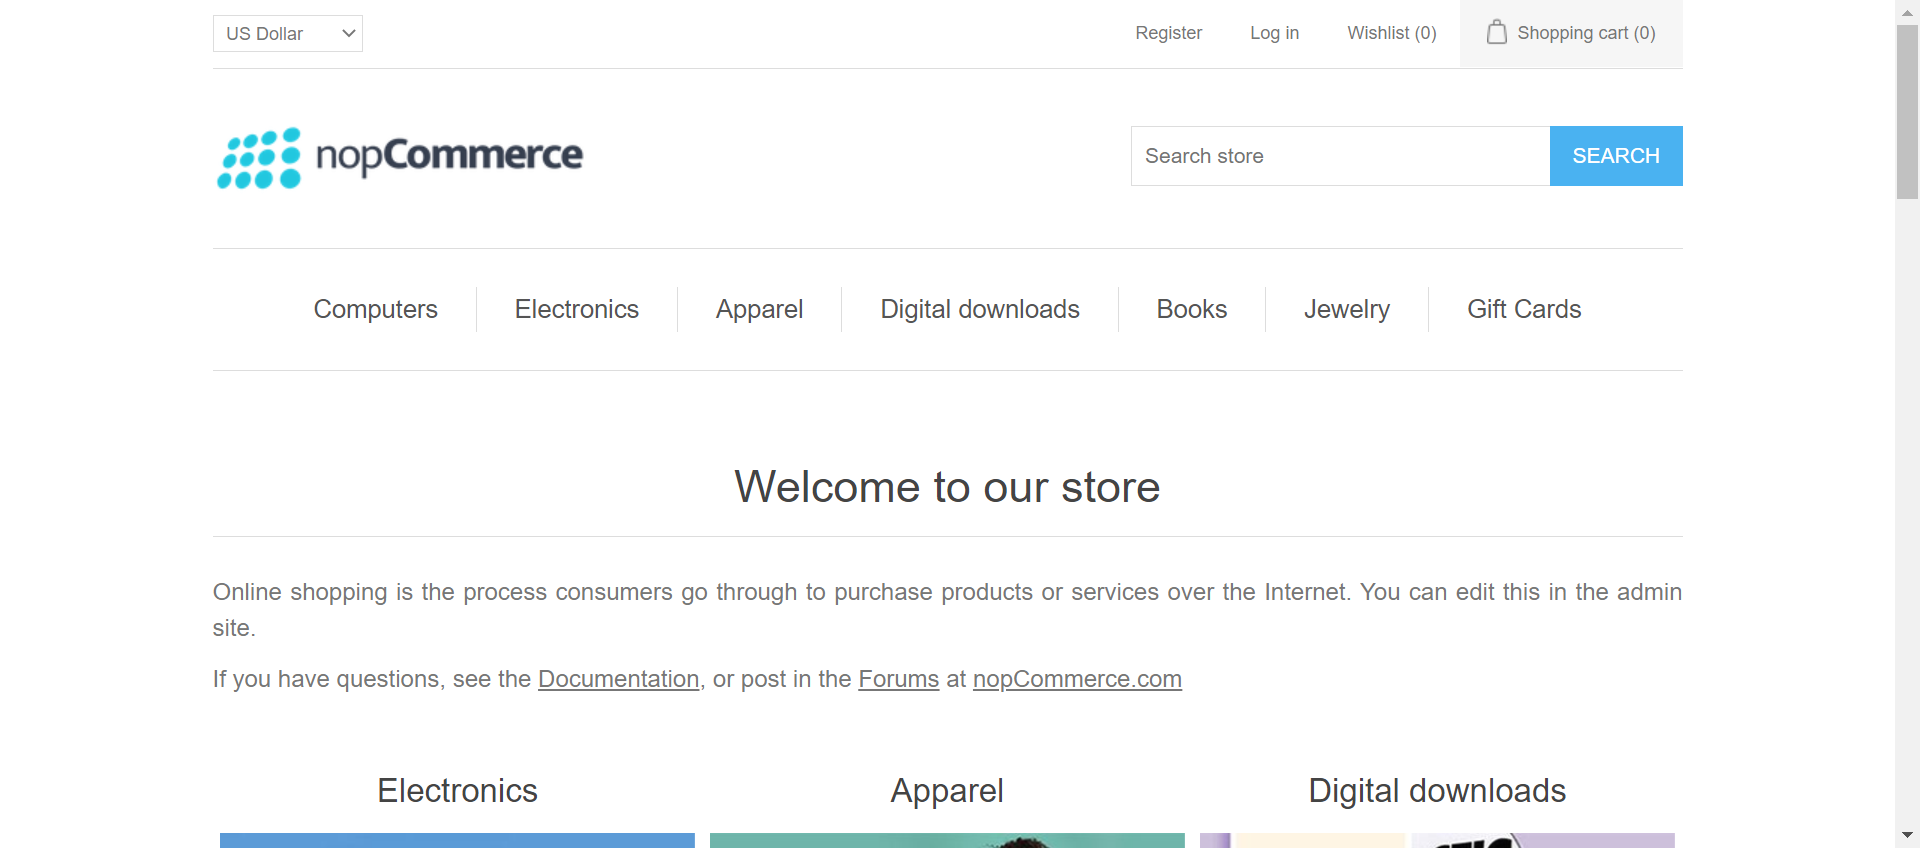 US Dollar
Register Log in Wishlist (0) Shopping cart (0)
nopCommerce
Search store SEARCH
Computers Electronics Apparel Digital downloads Books Jewelry Gift Cards
Welcome to our store
Online shopping is the process consumers go through to purchase products or services over the Internet. You can edit this in the admin
site.
If you have questions, see the Documentation, or post in the Forums at nopCommerce.com
Electronics Apparel Digital downloads